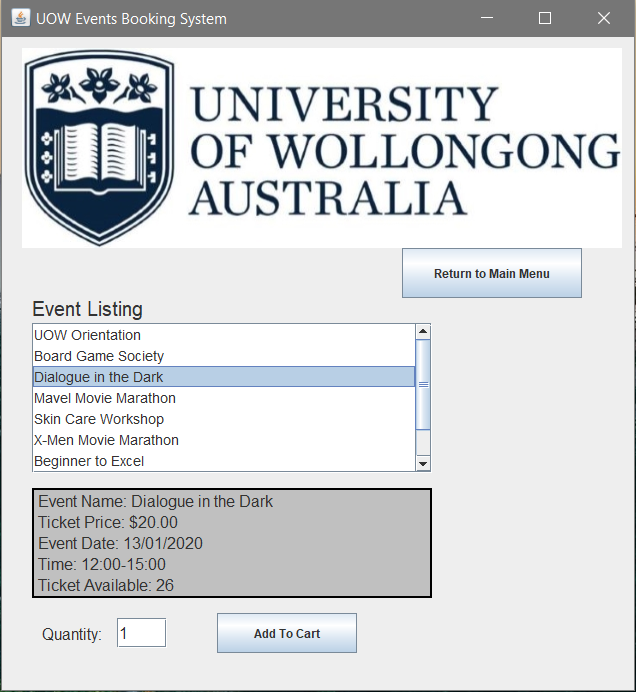 UOW Events Booking System
UNIVERSITY
OF WOLLONGONG
AUSTRALIA
Return to Main Menu
Event Listing
UOW Orientation
Board Game Society
Dialogue in the Dark
Mavel Movie Marathon
Skin Care Workshop
X-Men Movie Marathon
Beginner to Excel
Event Name: Dialogue in the Dark
Ticket Price: $20.00
Event Date: 13/01/2020
Time: 12:00-15:00
Ticket Available: 26
Quantity: 1
Add To Cart